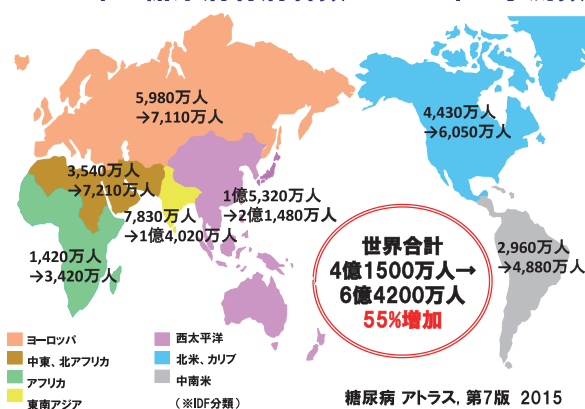 5,980万人
→7,110万人
4,430万人
→6,050万人
3,540万人
→7,210万人
7,830万人
→1億4,020万人
1億5,320万人
→2億1,480万人
1,420万人
→3,420万人
2,960万人
→4,880万人
世界合計
4億1500万人→
6億4200万人
55%増加
ヨーロッパ
中東、北アフリカ
アフリカ
東南アジア
西太平洋
北米、カリブ
中南米
(※IDF分類)
糖尿病 アトラス, 第7版 2015